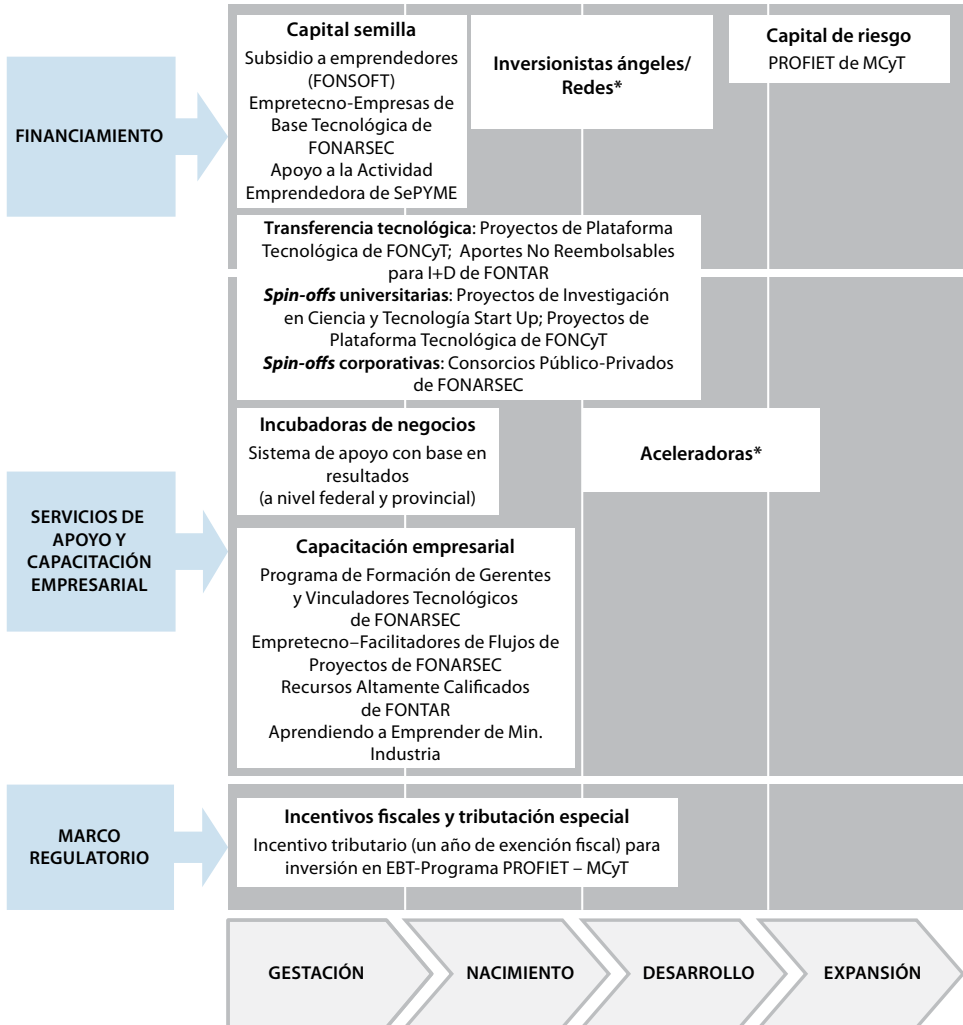 FINANCIAMIENTO
Capital semilla
Subsidio a emprendedores
(FONSOFT)
Empretecno-Empresas de
Base Tecnológica de
FONARSEC
Apoyo a la Actividad
Emprendedora de SePYME
Inversionistas ángeles/
Redes*
Capital de riesgo
PROFIET de MCyT
Transferencia tecnológica: Proyectos de Plataforma
Tecnológica de FONCyT; Aportes No Reembolsables
para I+D de FONTAR
Spin-offs universitarias: Proyectos de Investigación
en Ciencia y Tecnología Start Up; Proyectos de
Plataforma Tecnológica de FONCyT
Spin-offs corporativas: Consorcios Público-Privados
de FONARSEC
SERVICIOS DE
APOYO Y
CAPACITACIÓN
EMPRESARIAL
Incubadoras de negocios
Sistema de apoyo con base en
resultados
(a nivel federal y provincial)
Aceleradoras*
Capacitación empresarial
Programa de Formación de Gerentes
y Vinculadores Tecnológicos
de FONARSEC
Empretecno–Facilitadores de Flujos de
Proyectos de FONARSEC
Recursos Altamente Calificados
de FONTAR
Aprendiendo a Emprender de Min.
Industria
MARCO
REGULATORIO
Incentivos fiscales y tributación especial
Incentivo tributario (un año de exención fiscal) para
inversión en EBT-Programa PROFIET – MCyT
GESTACIÓN
NACIMIENTO
DESARROLLO
EXPANSIÓN